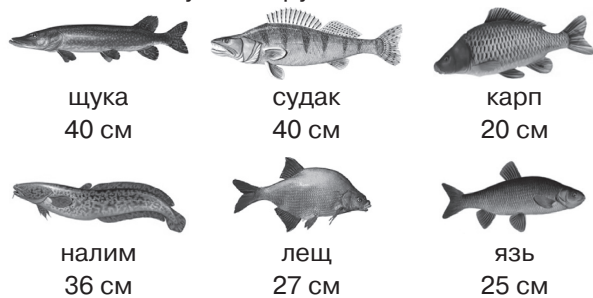 щука судак карп
40 см 40 см 20 см
налим лещ язь
36 см 27 см 25 см